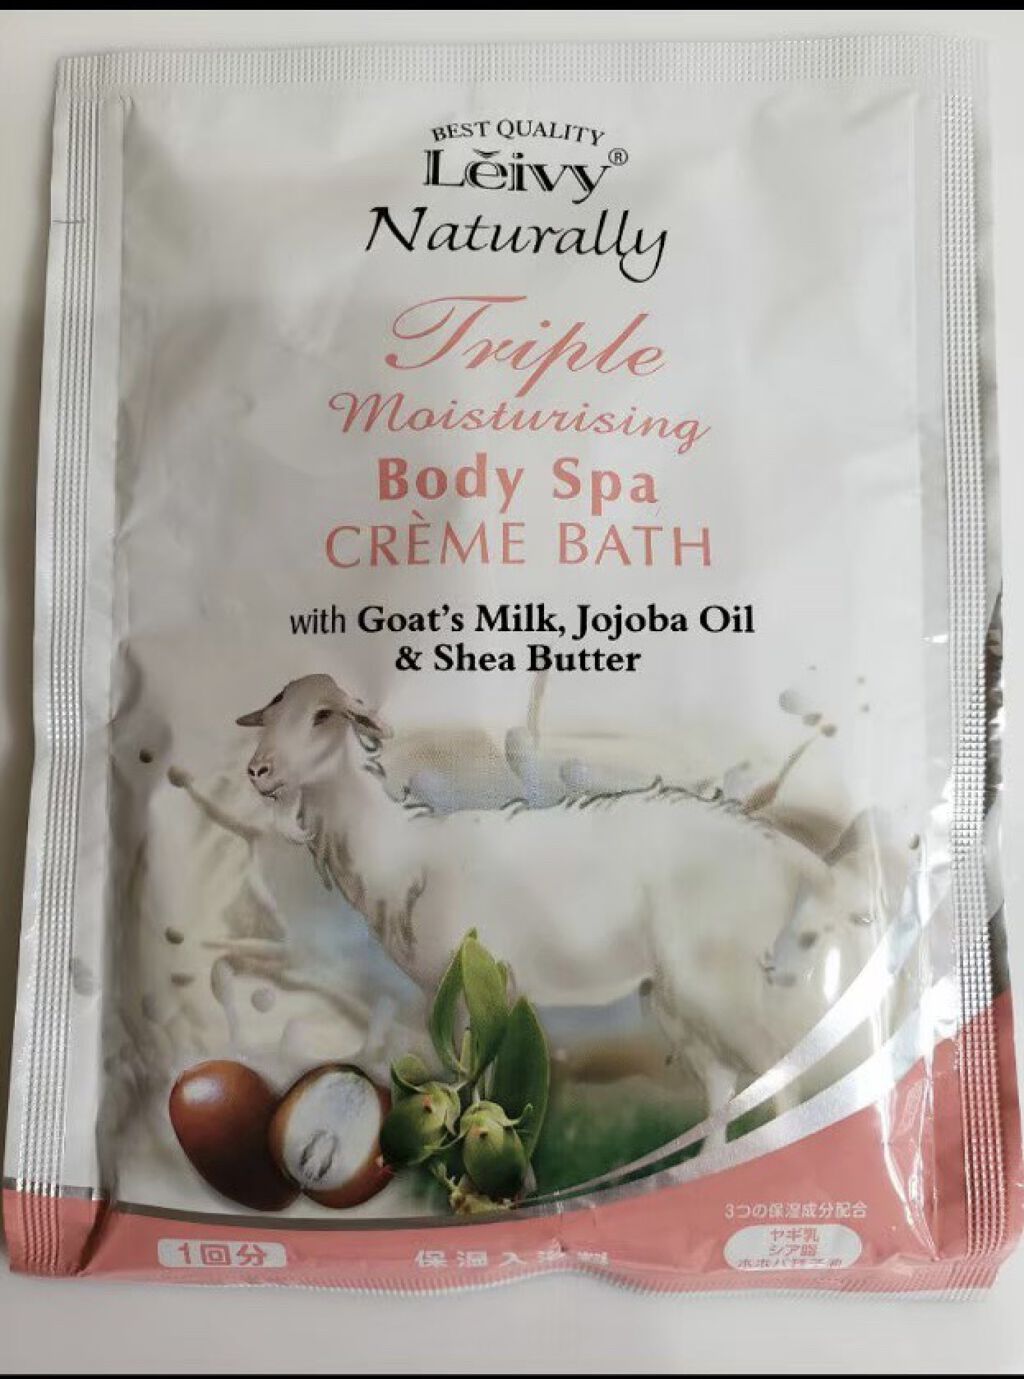 BEST QUALITY
Lěivy®
Naturally
Triple
Moisturising
Body Spa
CRÈME BATH
with Goat's Milk, Jojoba Oil
& Shea Butter
3つの保湿成分配合
ヤギ乳
シア脂
ホホバ種子油
1回分
保湿入浴料